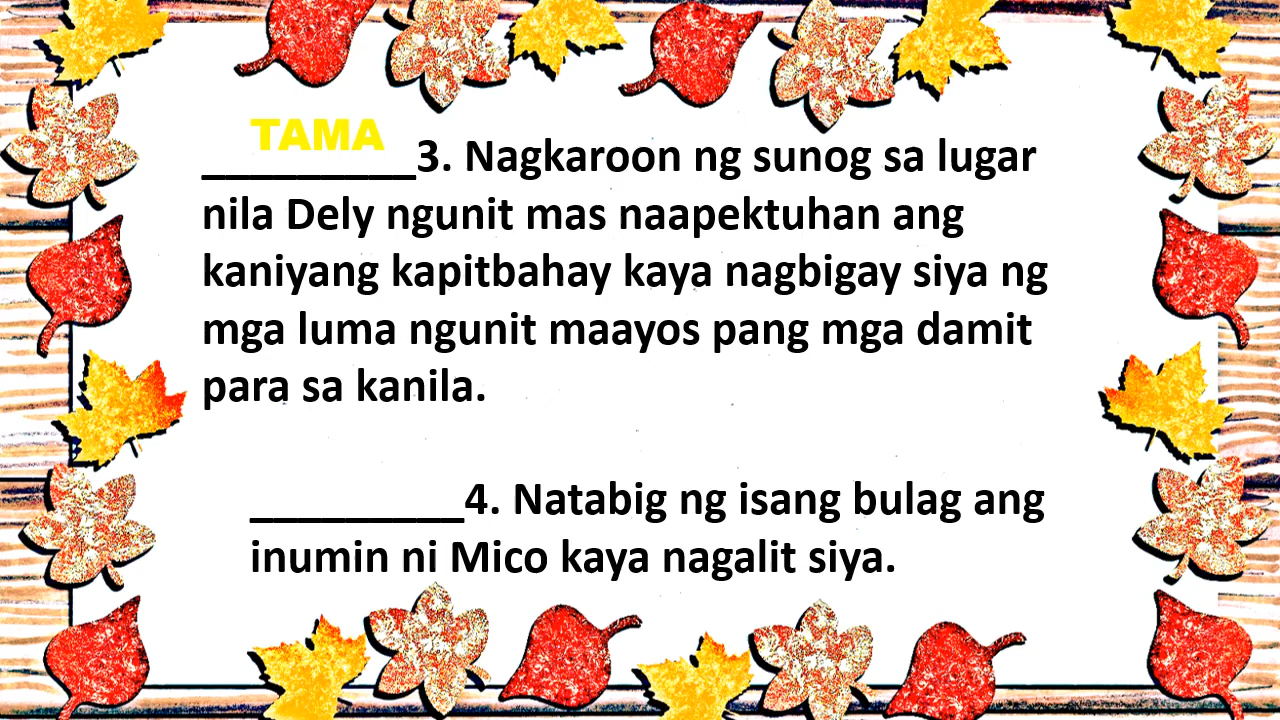 TAMA
_________3. Nagkaroon ng sunog sa lugar
nila Dely ngunit mas naapektuhan ang
kaniyang kapitbahay kaya nagbigay siya ng
mga luma ngunit maayos pang mga damit
para sa kanila.
_________4. Natabig ng isang bulag ang
inumin ni Mico kaya nagalit siya.